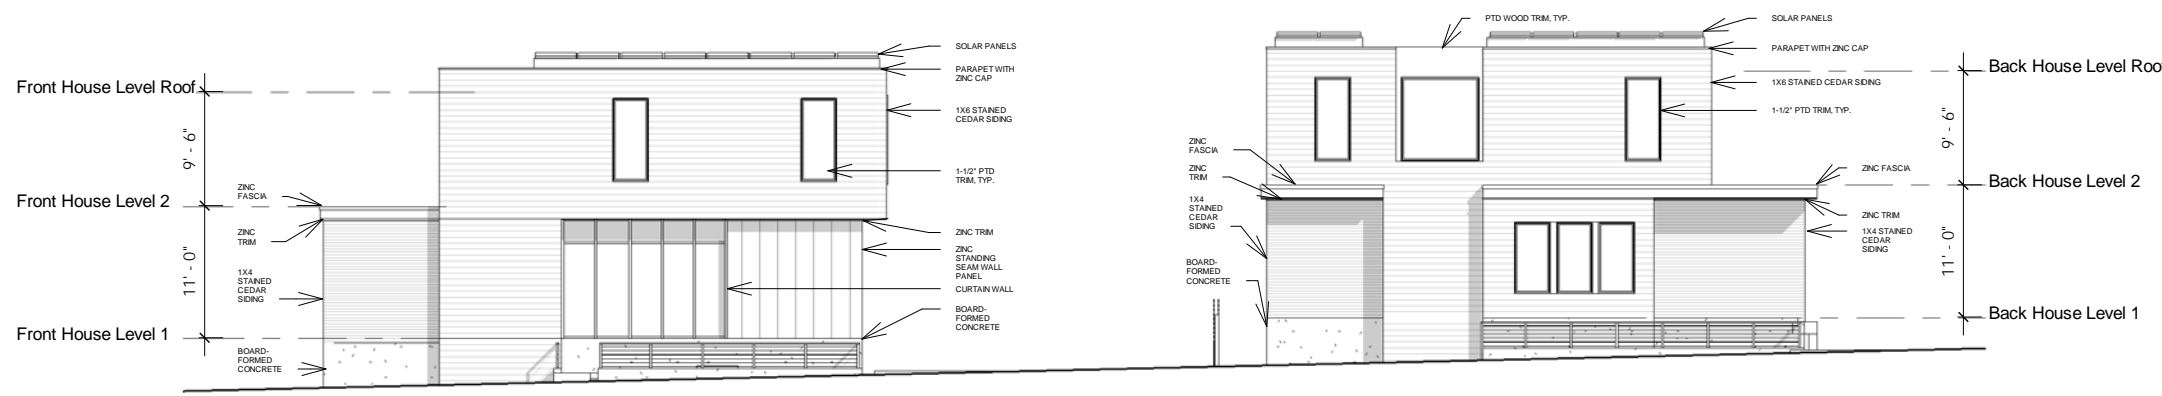 Front House Level Roof
9' - 6"
Front House Level 2
11' - 0"
Front House Level 1
ZINC
FASCIA
ZINC
TRIM
1X4
STAINED
CEDAR
SIDING
BOARD-
FORMED
CONCRETE
SOLAR PANELS
PARAPET WITH
ZINC CAP
1X6 STAINED
CEDAR SIDING
1-1/2" PTD
TRIM, TYP.
ZINC TRIM
ZINC
STANDING
SEAM WALL
PANEL
CURTAIN WALL
BOARD-
FORMED
CONCRETE
ZINC
FASCIA
ZINC
TRIM
1X4
STAINED
CEDAR
SIDING
BOARD-
FORMED
CONCRETE
PTD WOOD TRIM, TYP.
SOLAR PANELS
PARAPET WITH ZINC CAP
1X6 STAINED CEDAR SIDING
1-1/2" PTD TRIM, TYP.
ZINC FASCIA
ZINC TRIM
1X4 STAINED
CEDAR
SIDING
Back House Level Roo
9' - 6"
Back House Level 2
11' - 0"
Back House Level 1